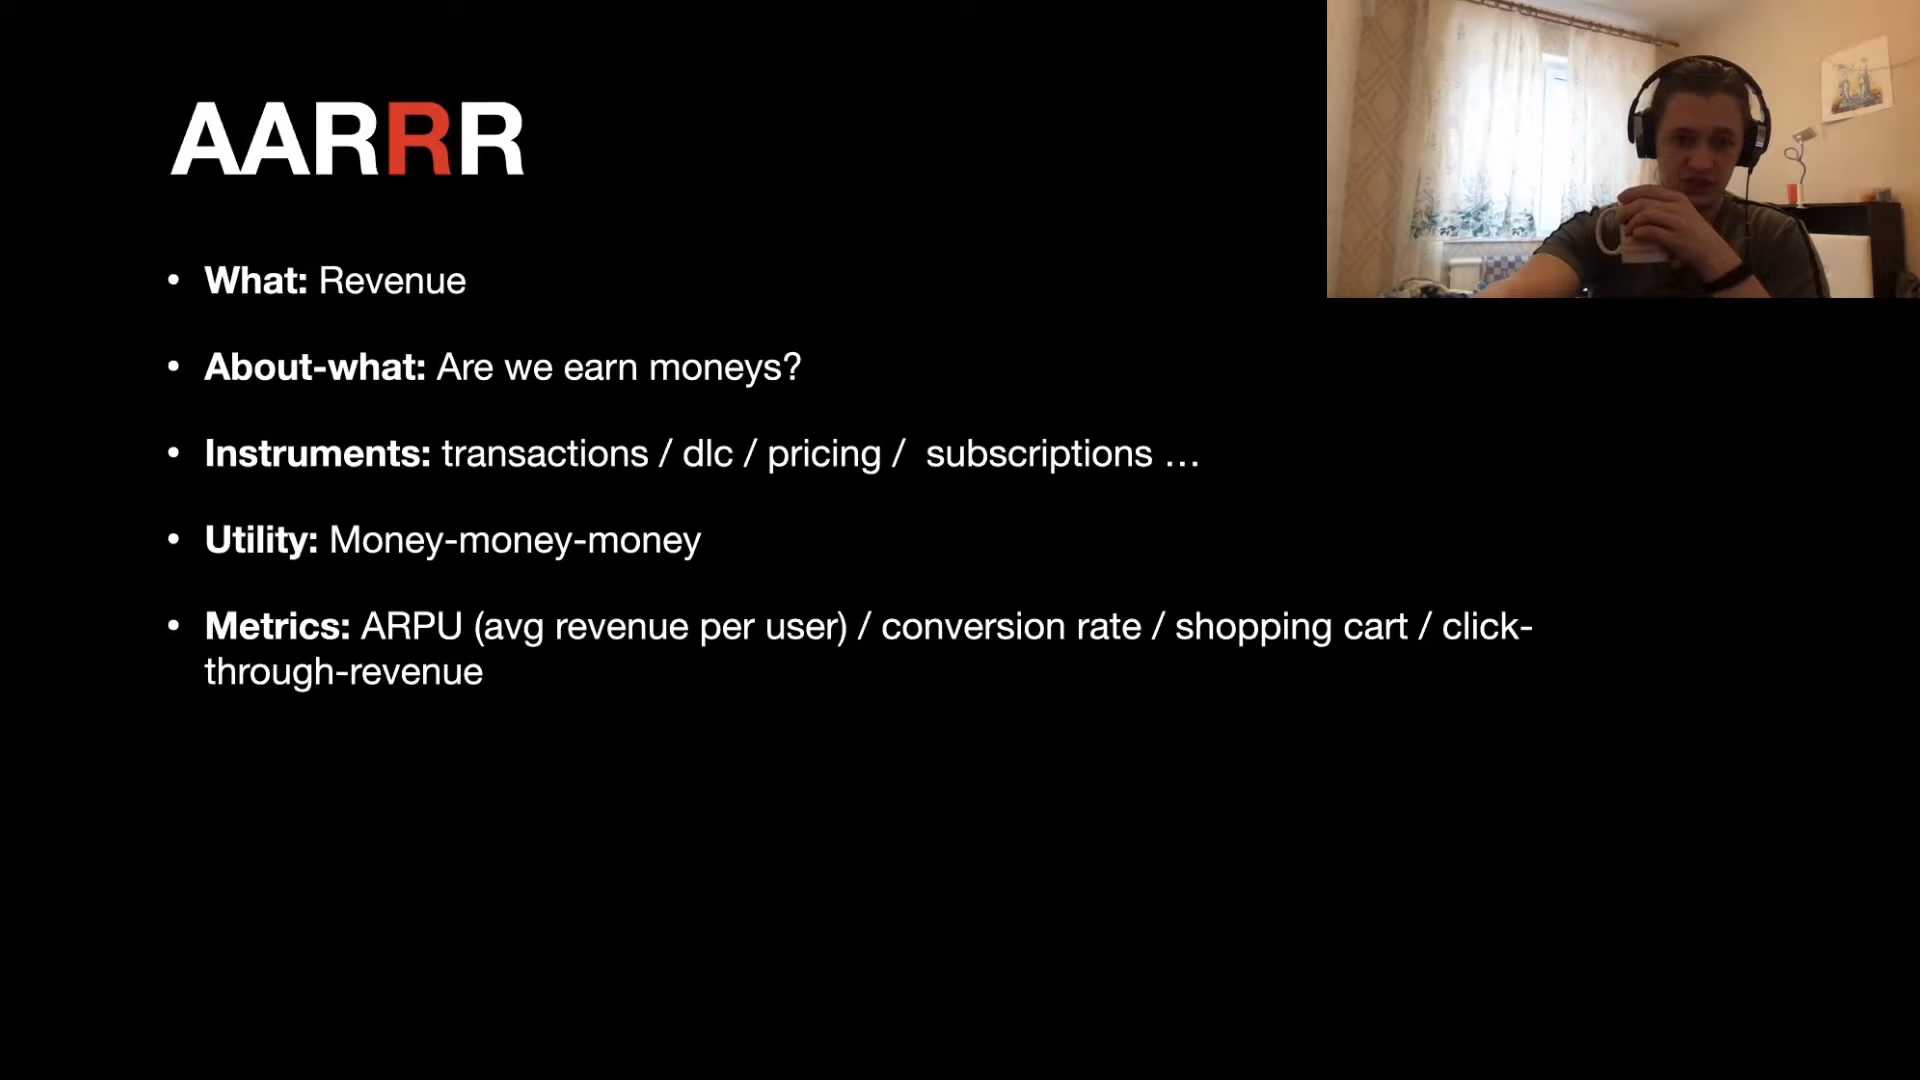 AARRR
• What: Revenue
• About-what: Are we earn moneys?
• Instruments: transactions / dlc / pricing /  subscriptions …
• Utility: Money-money-money
• Metrics: ARPU (avg revenue per user) / conversion rate / shopping cart / click-
through-revenue